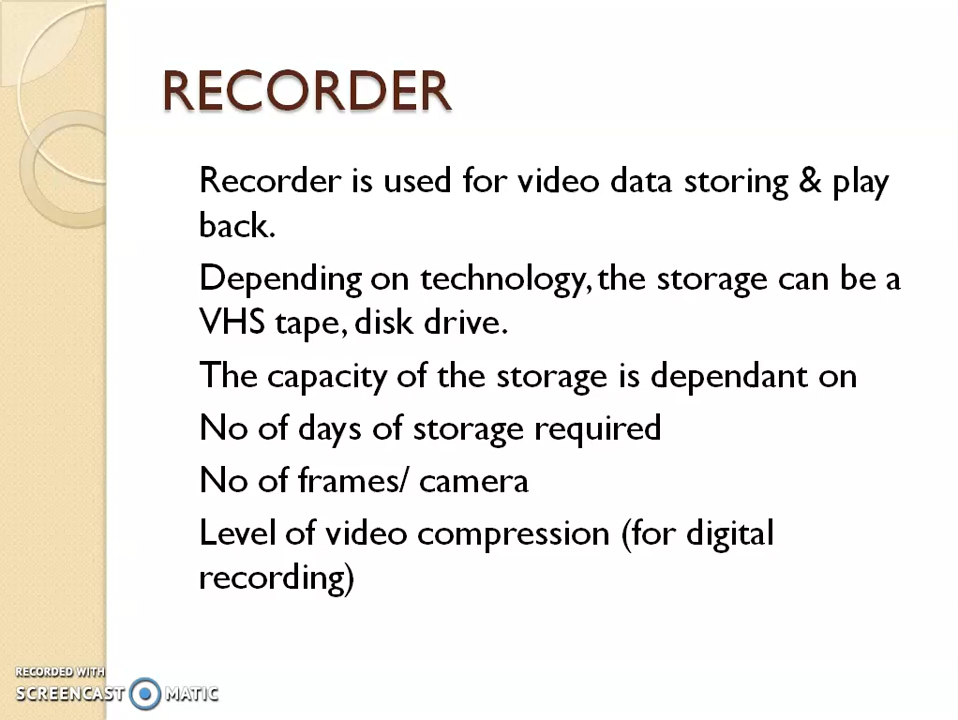 RECORDER
Recorder is used for video data storing & play
back.
Depending on technology, the storage can be a
VHS tape, disk drive.
The capacity of the storage is dependant on
No of days of storage required
No of frames/ camera
Level of video compression (for digital
recording)
RECORDED WITH
SCREENCAST MATIC